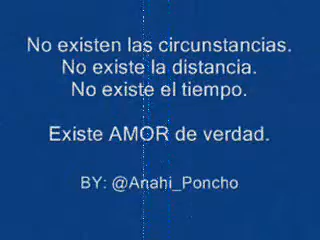 No existen las circunstancias.
No existe la distancia.
No existe el tiempo.
Existe AMOR de verdad.
BY: @Anahi_Poncho